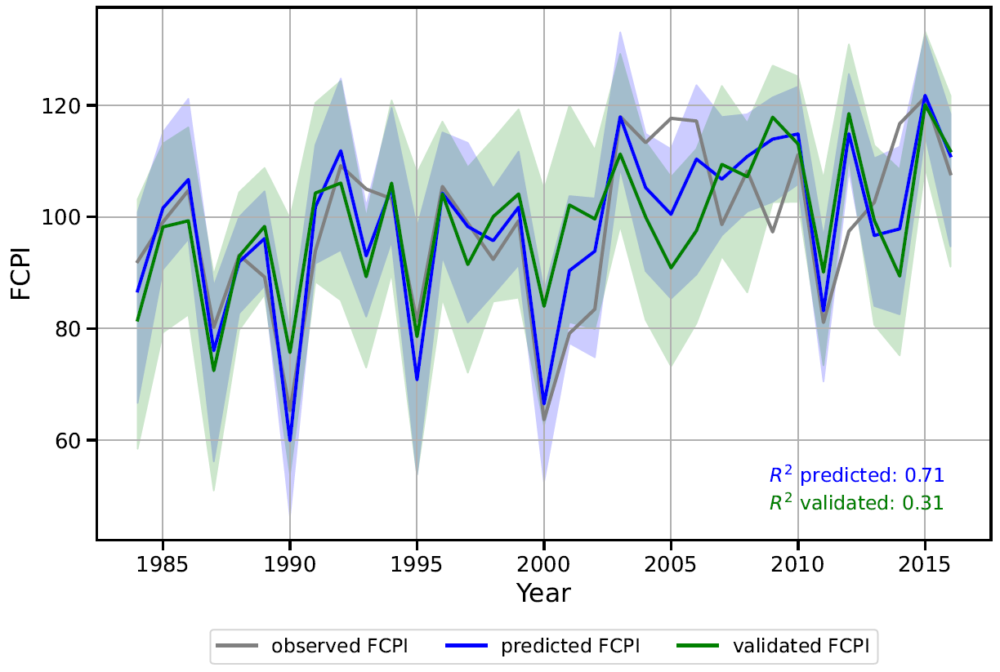 FCPI
120
100
80
60
R² predicted: 0.71
R² validated: 0.31
1985 1990 1995 2000 2005 2010 2015
Year
observed FCPI predicted FCPI validated FCPI